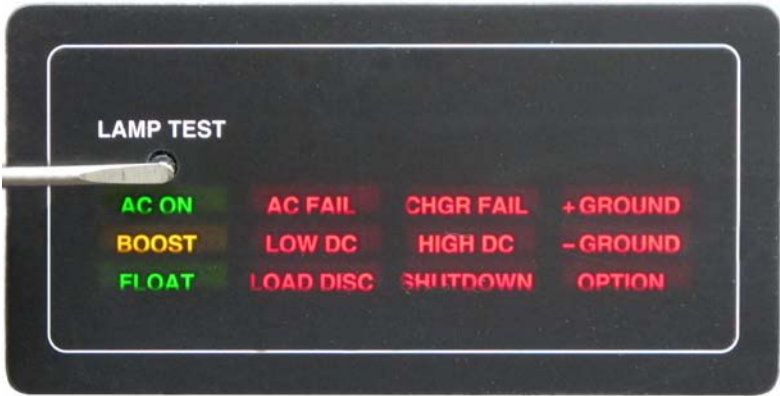 LAMP TEST
AC ON AC FAIL CHGR FAIL + GROUND
BOOST LOW DC HIGH DC – GROUND
FLOAT LOAD DISC SHUTDOWN OPTION